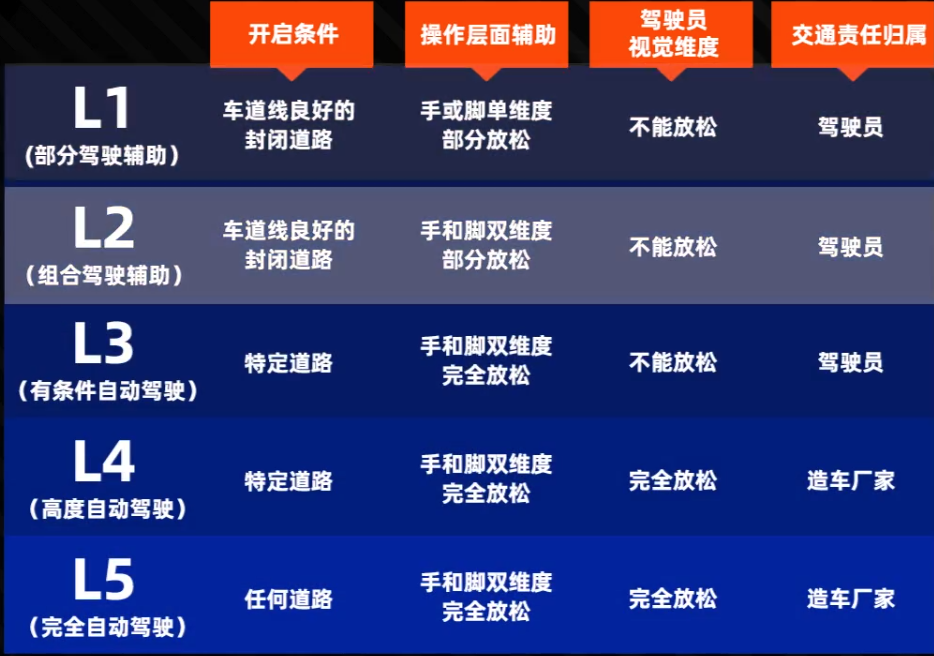 开启条件
操作层面辅助
驾驶员
视觉维度
交通责任归属
L1
(部分驾驶辅助)
车道线良好的
封闭道路
手或脚单维度
部分放松
不能放松
驾驶员
L2
(组合驾驶辅助)
车道线良好的
封闭道路
手和脚双维度
部分放松
不能放松
驾驶员
L3
(有条件自动驾驶)
特定道路
手和脚双维度
完全放松
不能放松
驾驶员
L4
(高度自动驾驶)
特定道路
手和脚双维度
完全放松
完全放松
造车厂家
L5
(完全自动驾驶)
任何道路
手和脚双维度
完全放松
完全放松
造车厂家